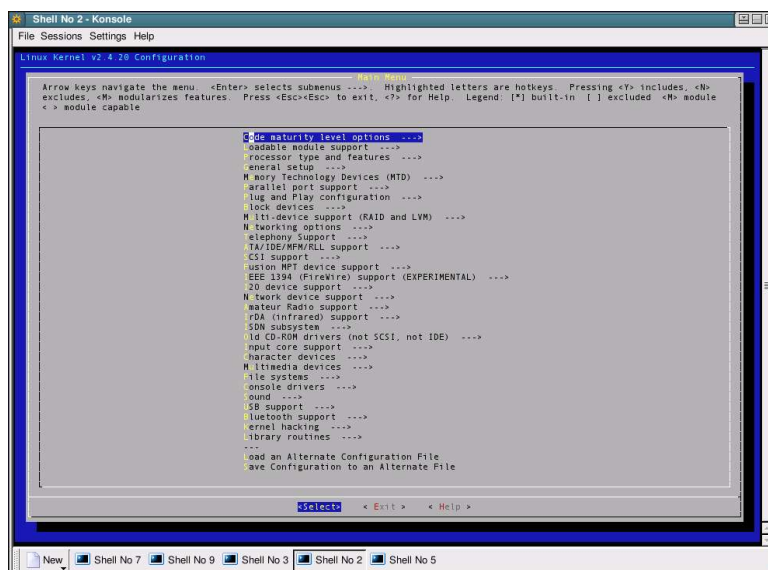 Shell No 2 - Konsole
File Sessions Settings Help
Linux Kernel v2.4.20 Configuration
Main Menu
Arrow keys navigate the menu. <Enter> selects submenus --->. Highlighted letters are hotkeys. Pressing <Y> includes, <N>
excludes, <M> modularizes features. Press <Esc><Esc> to exit, <?> for Help. Legend: [*] built-in [ ] excluded <M> module
< > module capable
Code maturity level options --->
Loadable module support --->
Processor type and features --->
General setup --->
Memory Technology Devices (MTD) --->
Parallel port support --->
Plug and Play configuration --->
Block devices --->
Multi-device support (RAID and LVM) --->
Networking options --->
Telephony Support --->
ATA/IDE/MFM/RLL support --->
SCSI support --->
Fusion MPT device support --->
IEEE 1394 (FireWire) support (EXPERIMENTAL) --->
I2O device support --->
Network device support --->
Amateur Radio support --->
IrDA (infrared) support --->
ISDN subsystem --->
Old CD-ROM drivers (not SCSI, not IDE) --->
Input core support --->
Character devices --->
Multimedia devices --->
File systems --->
Console drivers --->
Sound --->
USB support --->
Bluetooth support --->
Kernel hacking --->
Library routines --->
---
Load an Alternate Configuration File
Save Configuration to an Alternate File
<Select> < Exit > < Help >
New Shell No 7 Shell No 9 Shell No 3 Shell No 2 Shell No 5